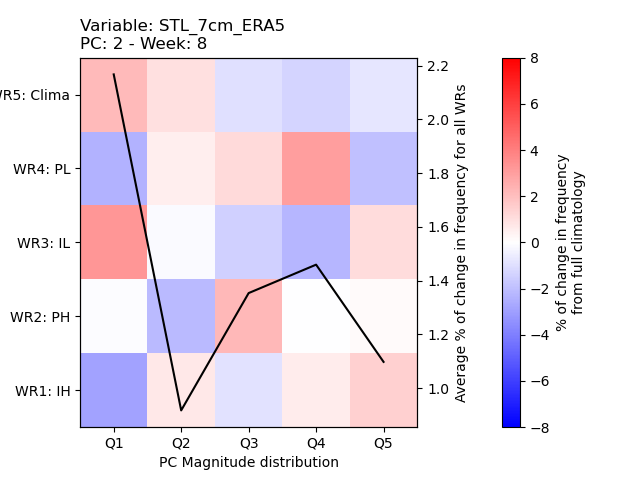 Variable: STL_7cm_ERA5
PC: 2 - Week: 8
WR5: Clima
WR4: PL
WR3: IL
WR2: PH
WR1: IH
Q1 Q2 Q3 Q4 Q5
PC Magnitude distribution
2.2
2.0
1.8
1.6
1.4
1.2
1.0
Average % of change in frequency for all WRs
8
6
4
2
0
−2
−4
−6
−8
% of change in frequency
from full climatology